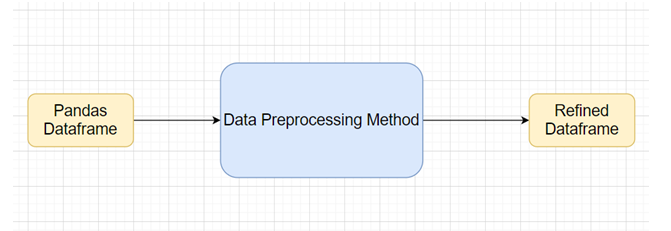 Pandas
Dataframe
Data Preprocessing Method
Refined
Dataframe